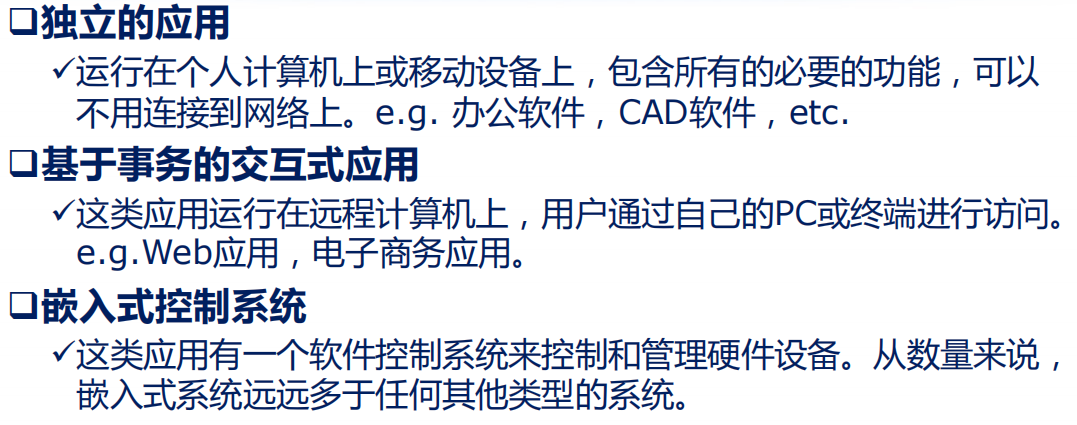 ❑独立的应用
✓运行在个人计算机上或移动设备上，包含所有的必要的功能，可以
不用连接到网络上。e.g. 办公软件，CAD软件，etc.
❑基于事务的交互式应用
✓这类应用运行在远程计算机上，用户通过自己的PC或终端进行访问。
e.g.Web应用，电子商务应用。
❑嵌入式控制系统
✓这类应用有一个软件控制系统来控制和管理硬件设备。从数量来说，
嵌入式系统远远多于任何其他类型的系统。